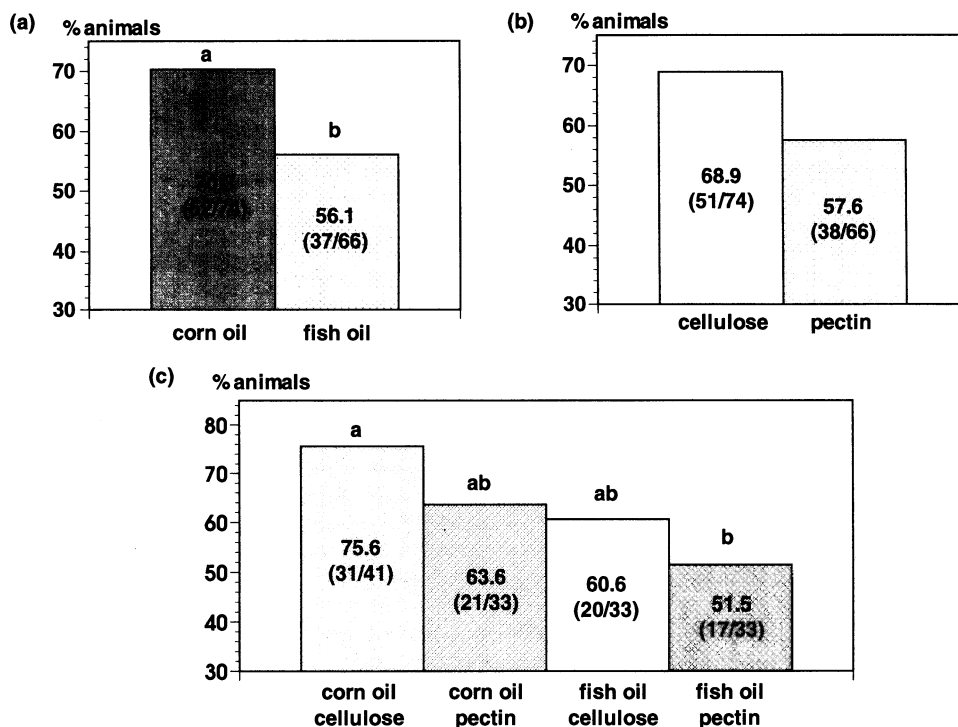 (a)
% animals
70
60
50
40
30
a
b
56.1
(37/66)
corn oil
fish oil
(b)
% animals
70
60
50
40
30
68.9
(51/74)
57.6
(38/66)
cellulose
pectin
(c)
% animals
80
70
60
50
40
30
a
ab
ab
b
75.6
(31/41)
63.6
(21/33)
60.6
(20/33)
51.5
(17/33)
corn oil
cellulose
corn oil
pectin
fish oil
cellulose
fish oil
pectin